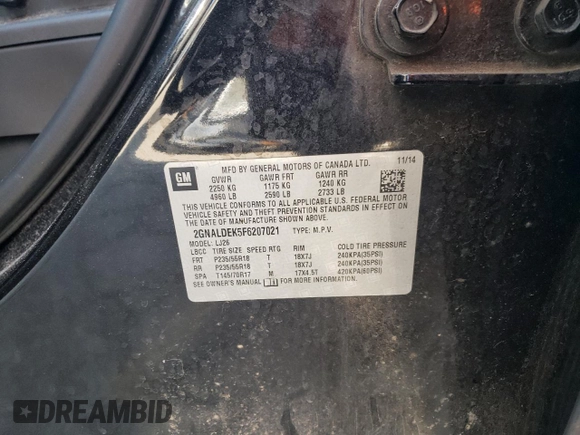 GM
MFD BY GENERAL MOTORS OF CANADA LTD. 11/14
GVWR GAWR FRT GAWR RR
2250 KG 1175 KG 1240 KG
4960 LB 2590 LB 2733 LB
THIS VEHICLE CONFORMS TO ALL APPLICABLE U.S. FEDERAL MOTOR
VEHICLE SAFETY AND THEFT PREVENTION STANDARDS IN EFFECT ON
THE DATE OF MANUFACTURE SHOWN ABOVE.
2GNALDEK5F6207021 TYPE: M.P.V.
MODEL: LJ26
LBCC TIRE SIZE SPEED RTG RIM COLD TIRE PRESSURE
FRT P235/55R18 T 18X7J 240KPA(35PSI)
RR P235/55R18 T 18X7J 240KPA(35PSI)
SPA T145/70R17 M 17X4.5T 420KPA(60PSI)
SEE OWNER'S MANUAL FOR ADDITIONAL INFORMATION.
DREAMBID